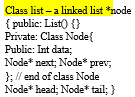 Class list – a linked list *node
{ public: List() {}
Private: Class Node{
Public: Int data;
Node* next; Node* prev;
}; // end of class Node
Node* head; Node* tail; }